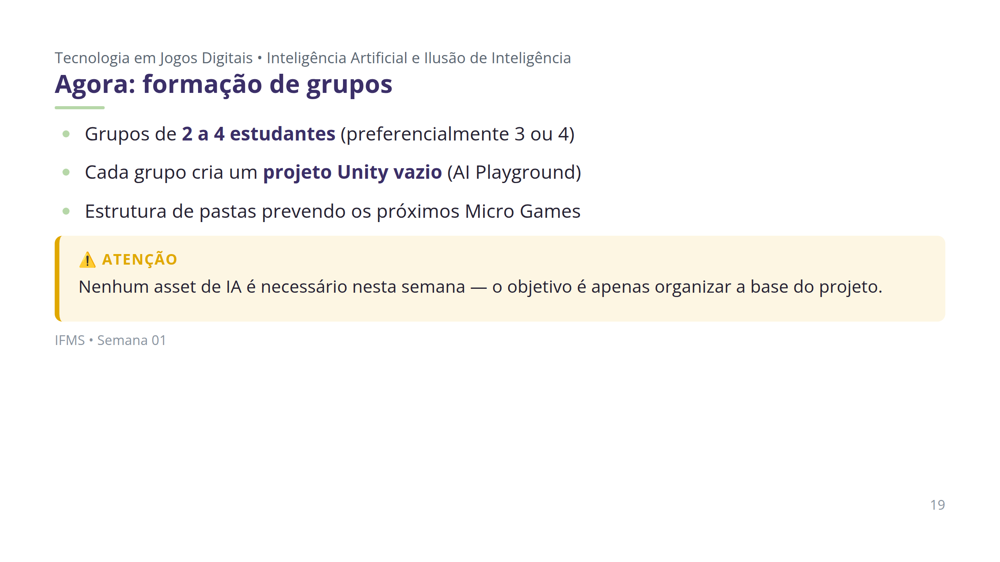 Tecnologia em Jogos Digitais • Inteligência Artificial e Ilusão de Inteligência
Agora: formação de grupos
• Grupos de 2 a 4 estudantes (preferencialmente 3 ou 4)
• Cada grupo cria um projeto Unity vazio (AI Playground)
• Estrutura de pastas prevendo os próximos Micro Games
⚠️ ATENÇÃO
Nenhum asset de IA é necessário nesta semana — o objetivo é apenas organizar a base do projeto.
IFMS • Semana 01
19